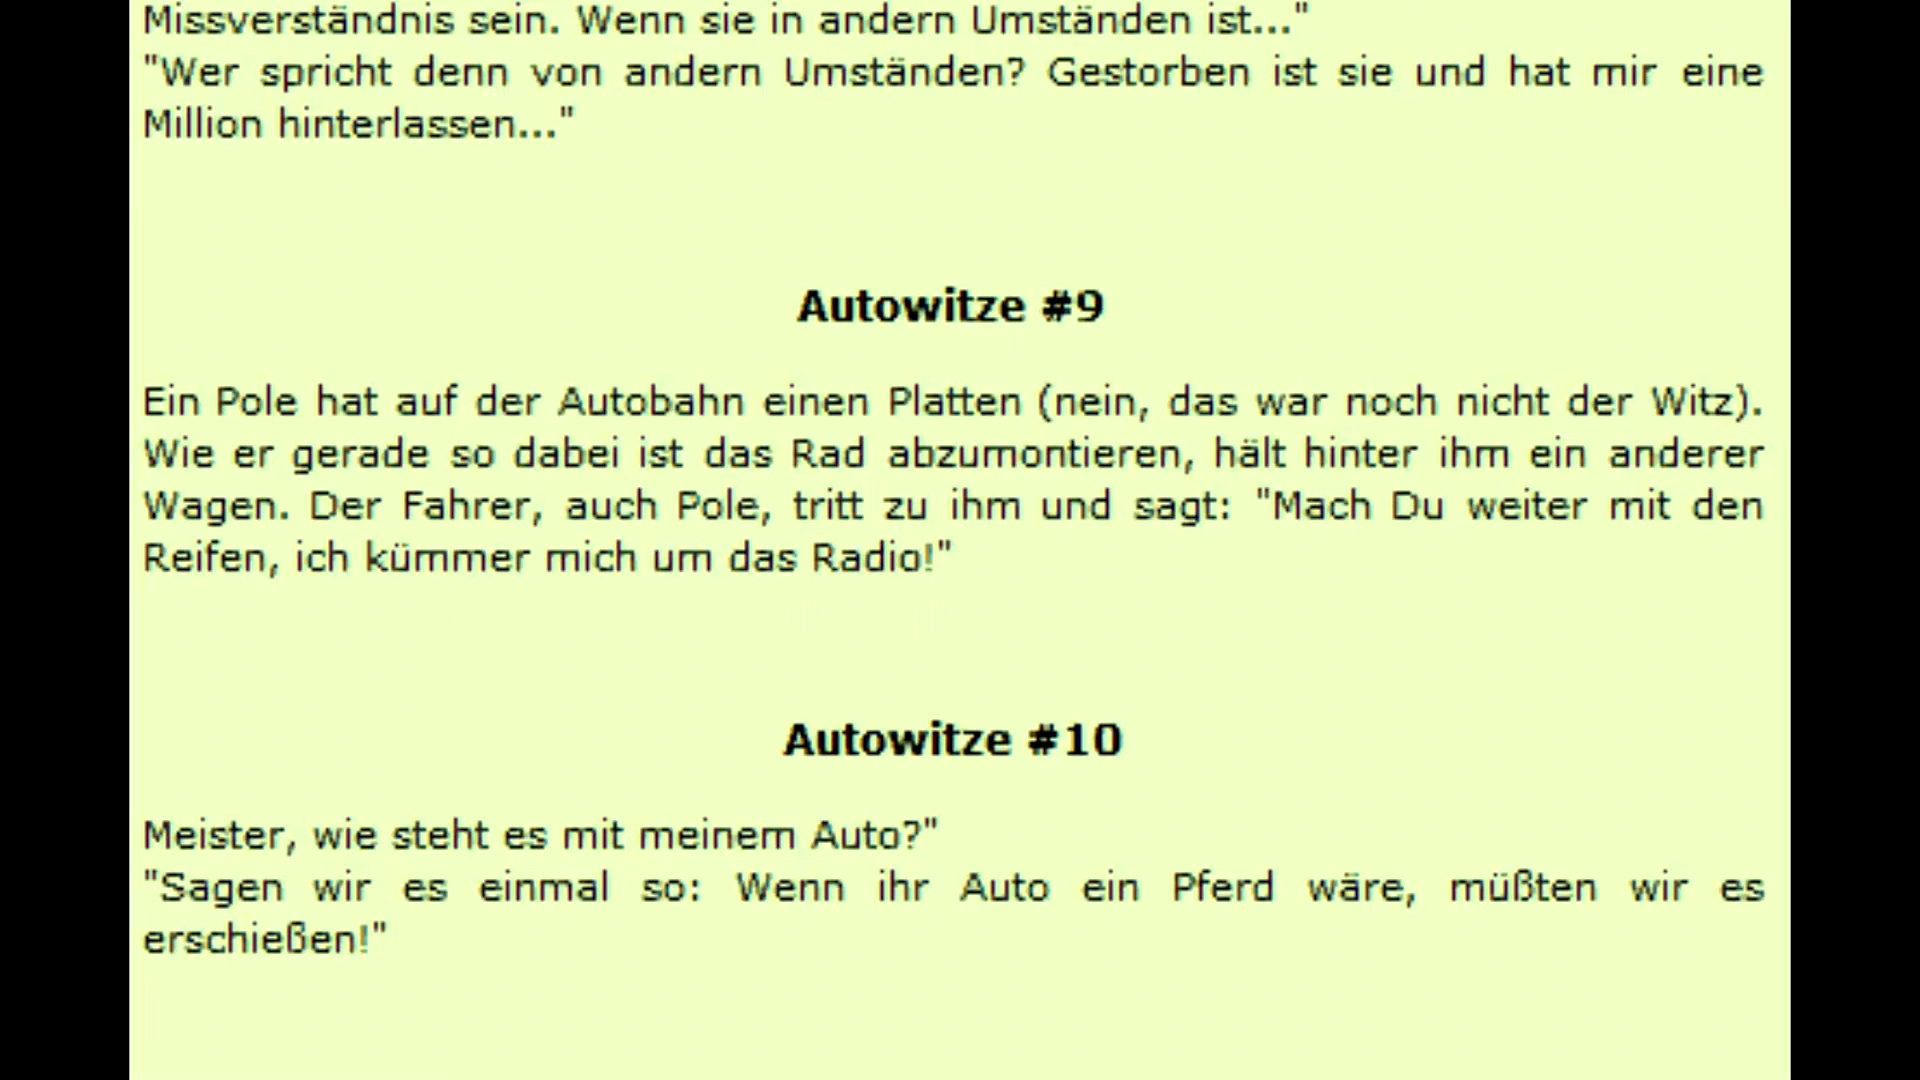 Missverständnis sein. Wenn sie in andern Umständen ist..."
"Wer spricht denn von andern Umständen? Gestorben ist sie und hat mir eine
Million hinterlassen..."
Autowitze #9
Ein Pole hat auf der Autobahn einen Platten (nein, das war noch nicht der Witz).
Wie er gerade so dabei ist das Rad abzumontieren, hält hinter ihm ein anderer
Wagen. Der Fahrer, auch Pole, tritt zu ihm und sagt: "Mach Du weiter mit den
Reifen, ich kümmer mich um das Radio!"
Autowitze #10
Meister, wie steht es mit meinem Auto?"
"Sagen wir es einmal so: Wenn ihr Auto ein Pferd wäre, müßten wir es
erschießen!"